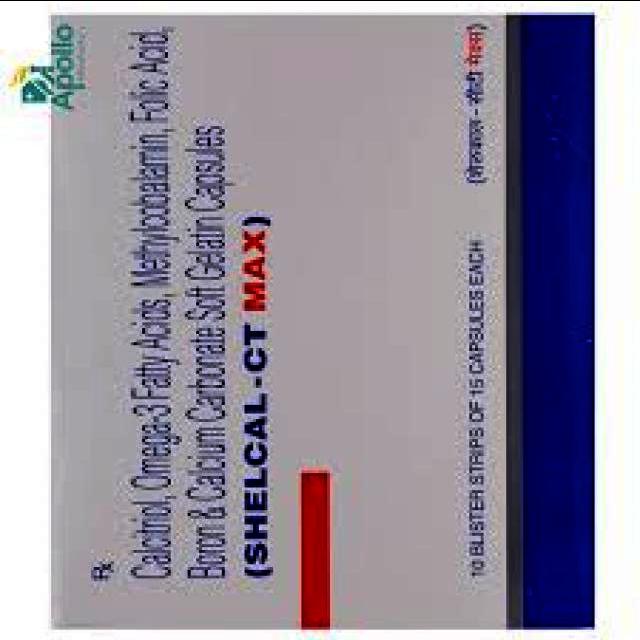 Apollo
Rx
Calcitriol, Omega-3 Fatty Acids, Methylcobalamin, Folic Acid,
Boron & Calcium Carbonate Soft Gelatin Capsules
(SHELCAL-CT MAX)
10 BLISTER STRIPS OF 15 CAPSULES EACH
(शेलकाल - सीटी मैक्स)